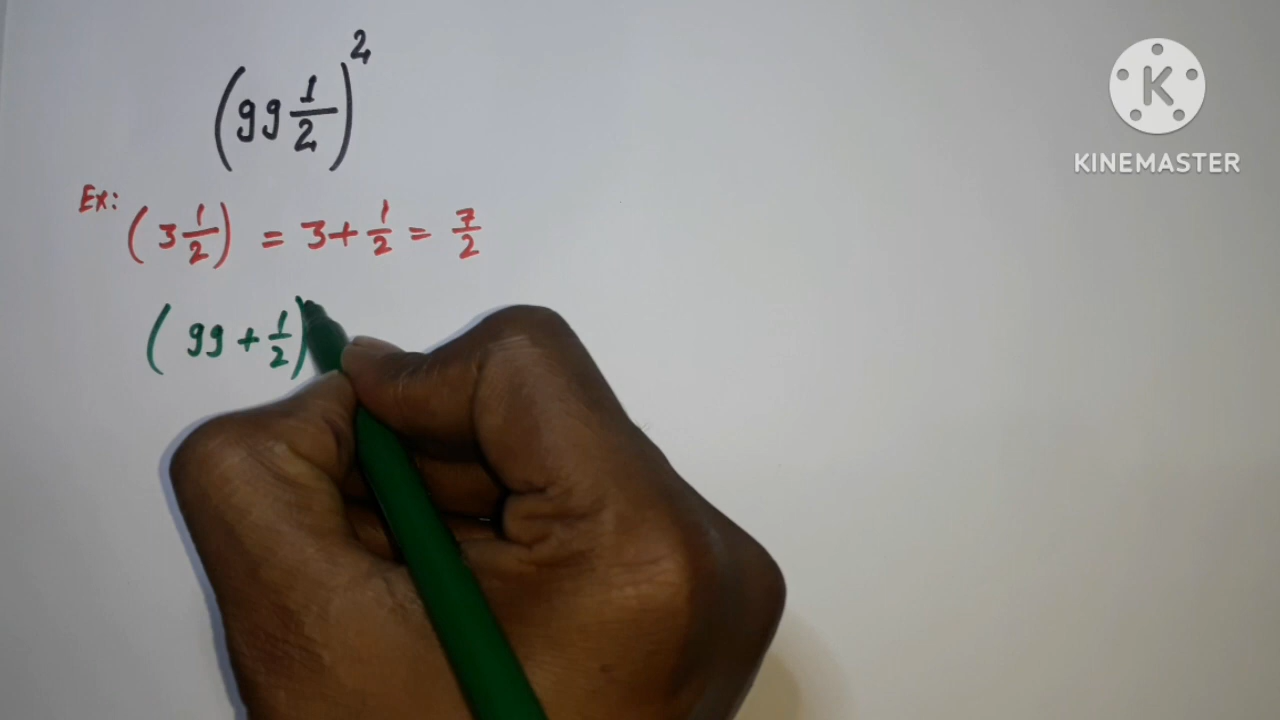 (99 1/2)^2
Ex: (3 1/2) = 3 + 1/2 = 7/2
(99 + 1/2)
K
KINEMASTER